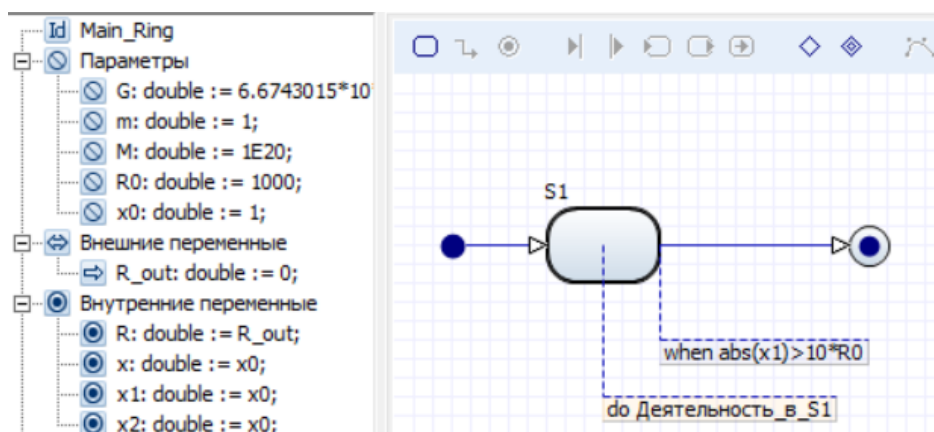 Main_Ring
Параметры
G: double := 6.6743015*10
m: double := 1;
M: double := 1E20;
R0: double := 1000;
x0: double := 1;
Внешние переменные
R_out: double := 0;
Внутренние переменные
R: double := R_out;
x: double := x0;
x1: double := x0;
x2: double := x0;
S1
when abs(x1)>10*R0
do Деятельность_в_S1